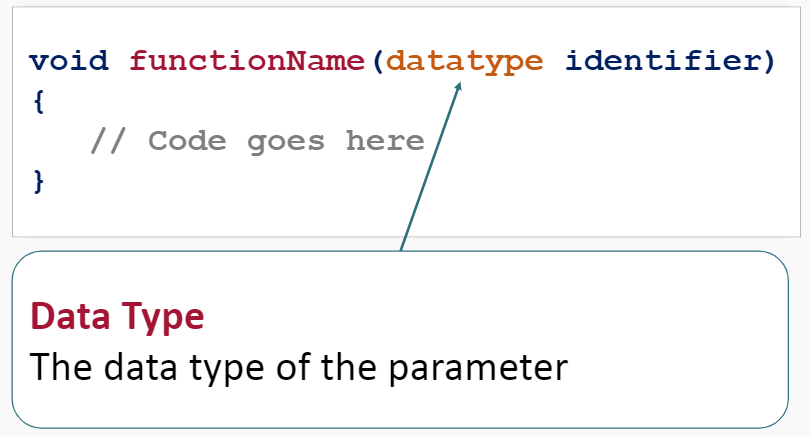 void functionName(datatype identifier)
{
// Code goes here
}
Data Type
The data type of the parameter